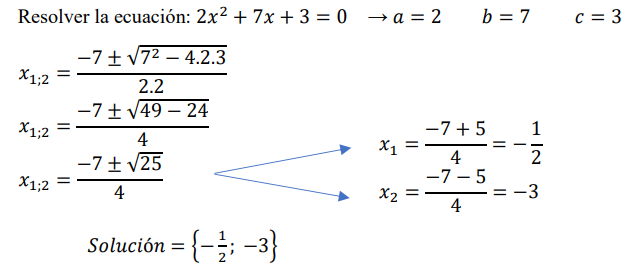 Resolver la ecuación: 2x² + 7x + 3 = 0 → a = 2 b = 7 c = 3
x₁;₂ = (−7 ± √(7² − 4.2.3))/(2.2)
x₁;₂ = (−7 ± √(49 − 24))/4
x₁;₂ = (−7 ± √25)/4
x₁ = (−7 + 5)/4 = −1/2
x₂ = (−7 − 5)/4 = −3
Solución = {−1/2; −3}